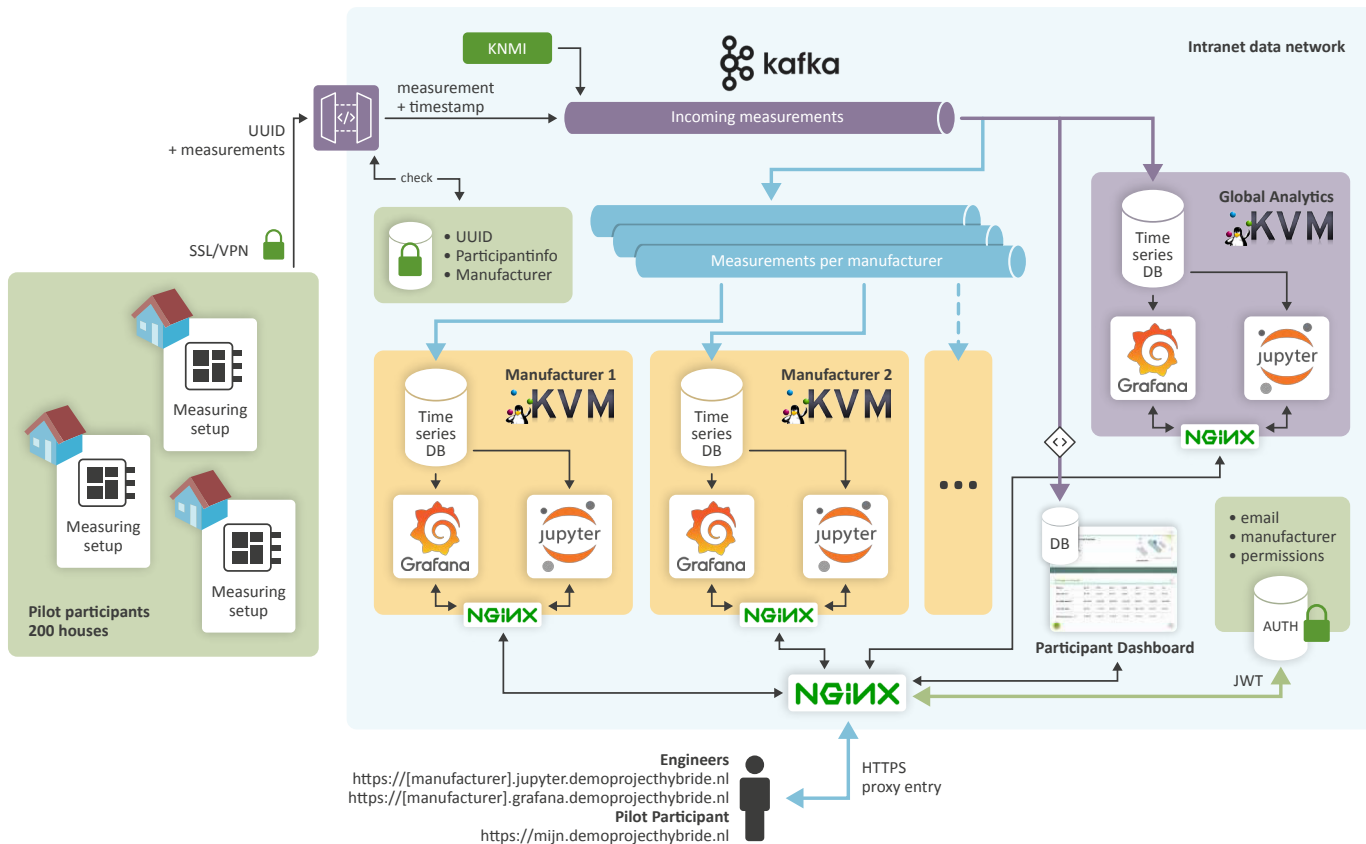 KNMI
kafka
Intranet data network
measurement
+ timestamp
</>
Incoming measurements
UUID
+ measurements
check
SSL/VPN
• UUID
• Participantinfo
• Manufacturer
Measurements per manufacturer
Global Analytics
KVM
Time
series
DB
Grafana
jupyter
NGINX
Measuring
setup
Measuring
setup
Measuring
setup
Pilot participants
200 houses
Manufacturer 1
KVM
Time
series
DB
Grafana
jupyter
NGINX
Manufacturer 2
KVM
Time
series
DB
Grafana
jupyter
NGINX
...
<>
DB
Participant Dashboard
• email
• manufacturer
• permissions
AUTH
JWT
NGINX
HTTPS
proxy entry
Engineers
https://[manufacturer].jupyter.demoprojecthybride.nl
https://[manufacturer].grafana.demoprojecthybride.nl
Pilot Participant
https://mijn.demoprojecthybride.nl